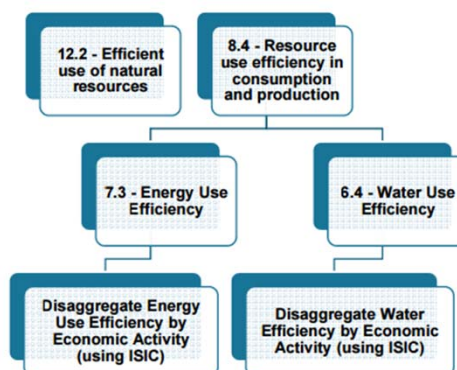 12.2 - Efficient
use of natural
resources
8.4 - Resource
use efficiency in
consumption
and production
7.3 - Energy Use
Efficiency
6.4 - Water Use
Efficiency
Disaggregate Energy
Use Efficiency by
Economic Activity
(using ISIC)
Disaggregate Water
Efficiency by Economic
Activity (using ISIC)